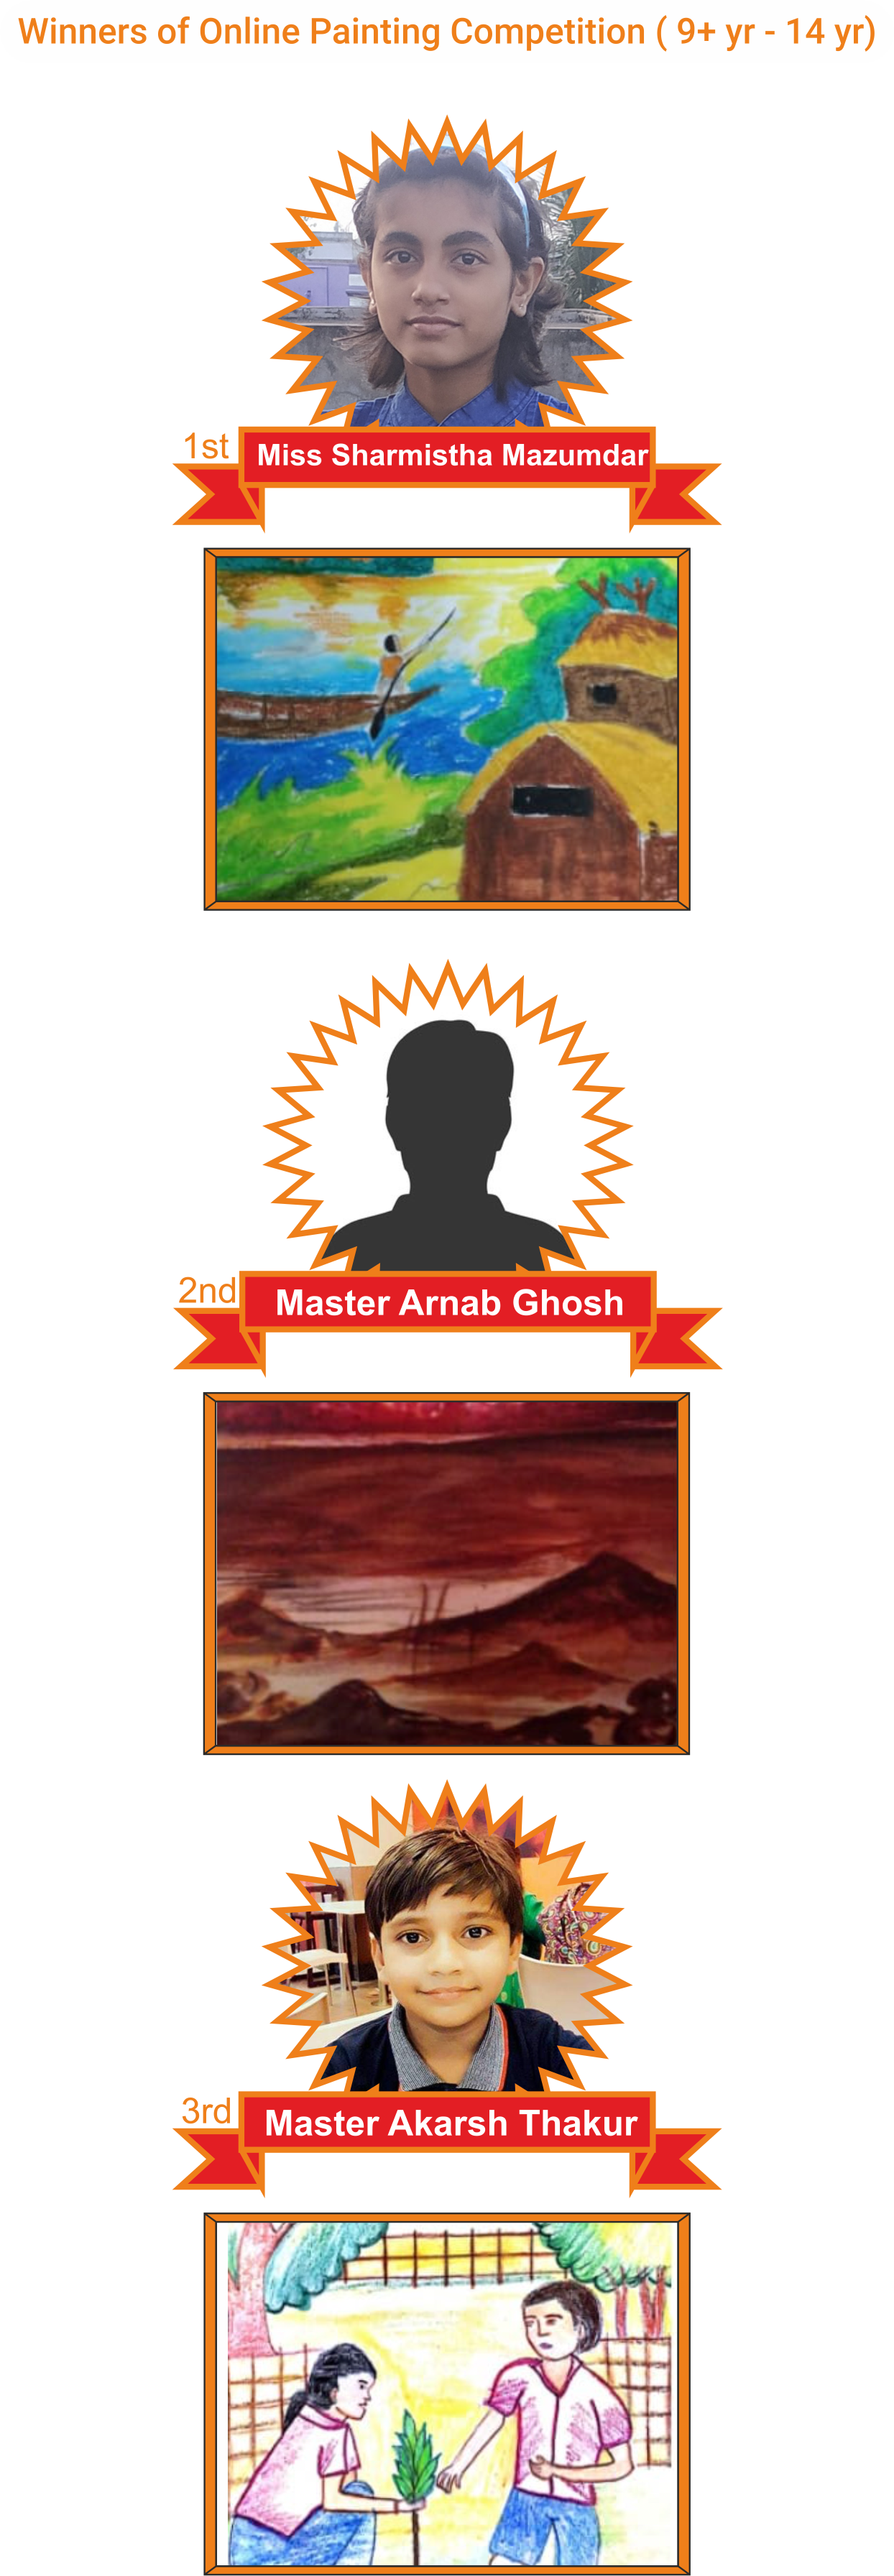 Winners of Online Painting Competition ( 9+ yr - 14 yr)
1st
Miss Sharmistha Mazumdar
2nd
Master Arnab Ghosh
3rd
Master Akarsh Thakur